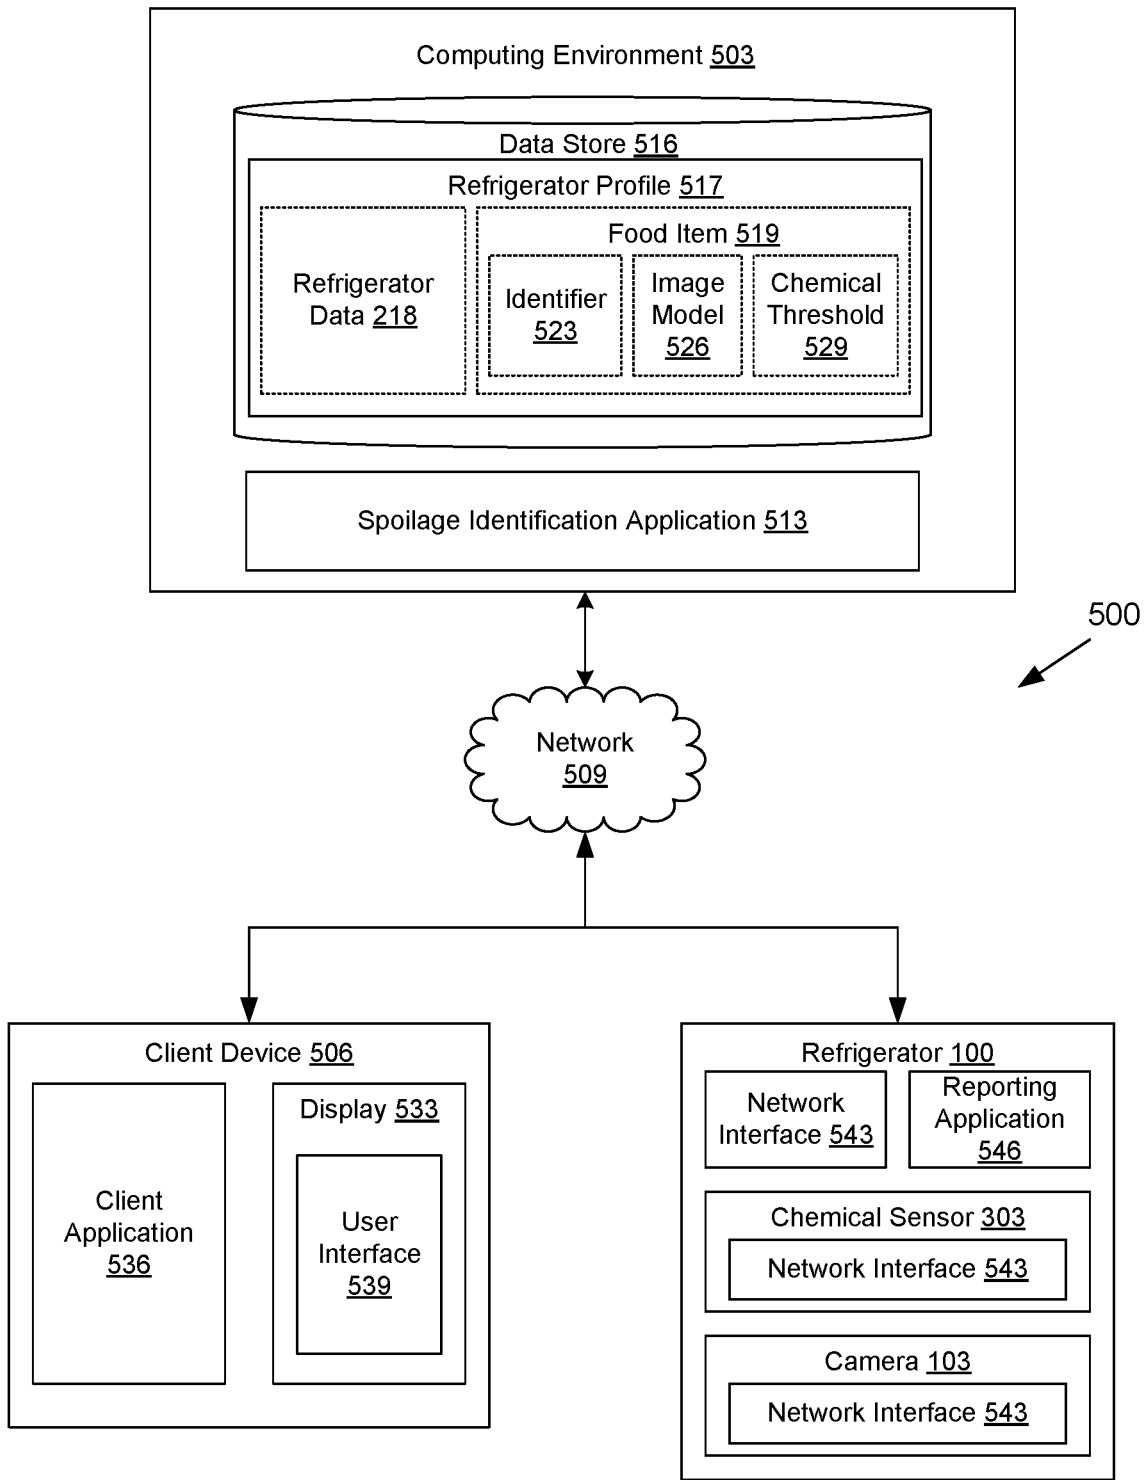 Computing Environment 503
Data Store 516
Refrigerator Profile 517
Refrigerator
Data 218
Food Item 519
Identifier
523
Image
Model
526
Chemical
Threshold
529
Spoilage Identification Application 513
500
Network
509
Client Device 506
Client
Application
536
Display 533
User
Interface
539
Refrigerator 100
Network
Interface 543
Reporting
Application
546
Chemical Sensor 303
Network Interface 543
Camera 103
Network Interface 543